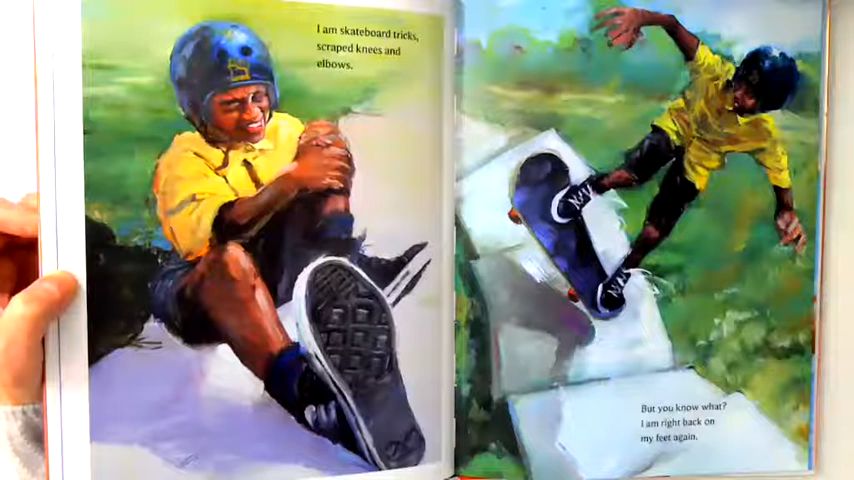 I am skateboard tricks,
scraped knees and
elbows.
But you know what?
I am right back on
my feet again.